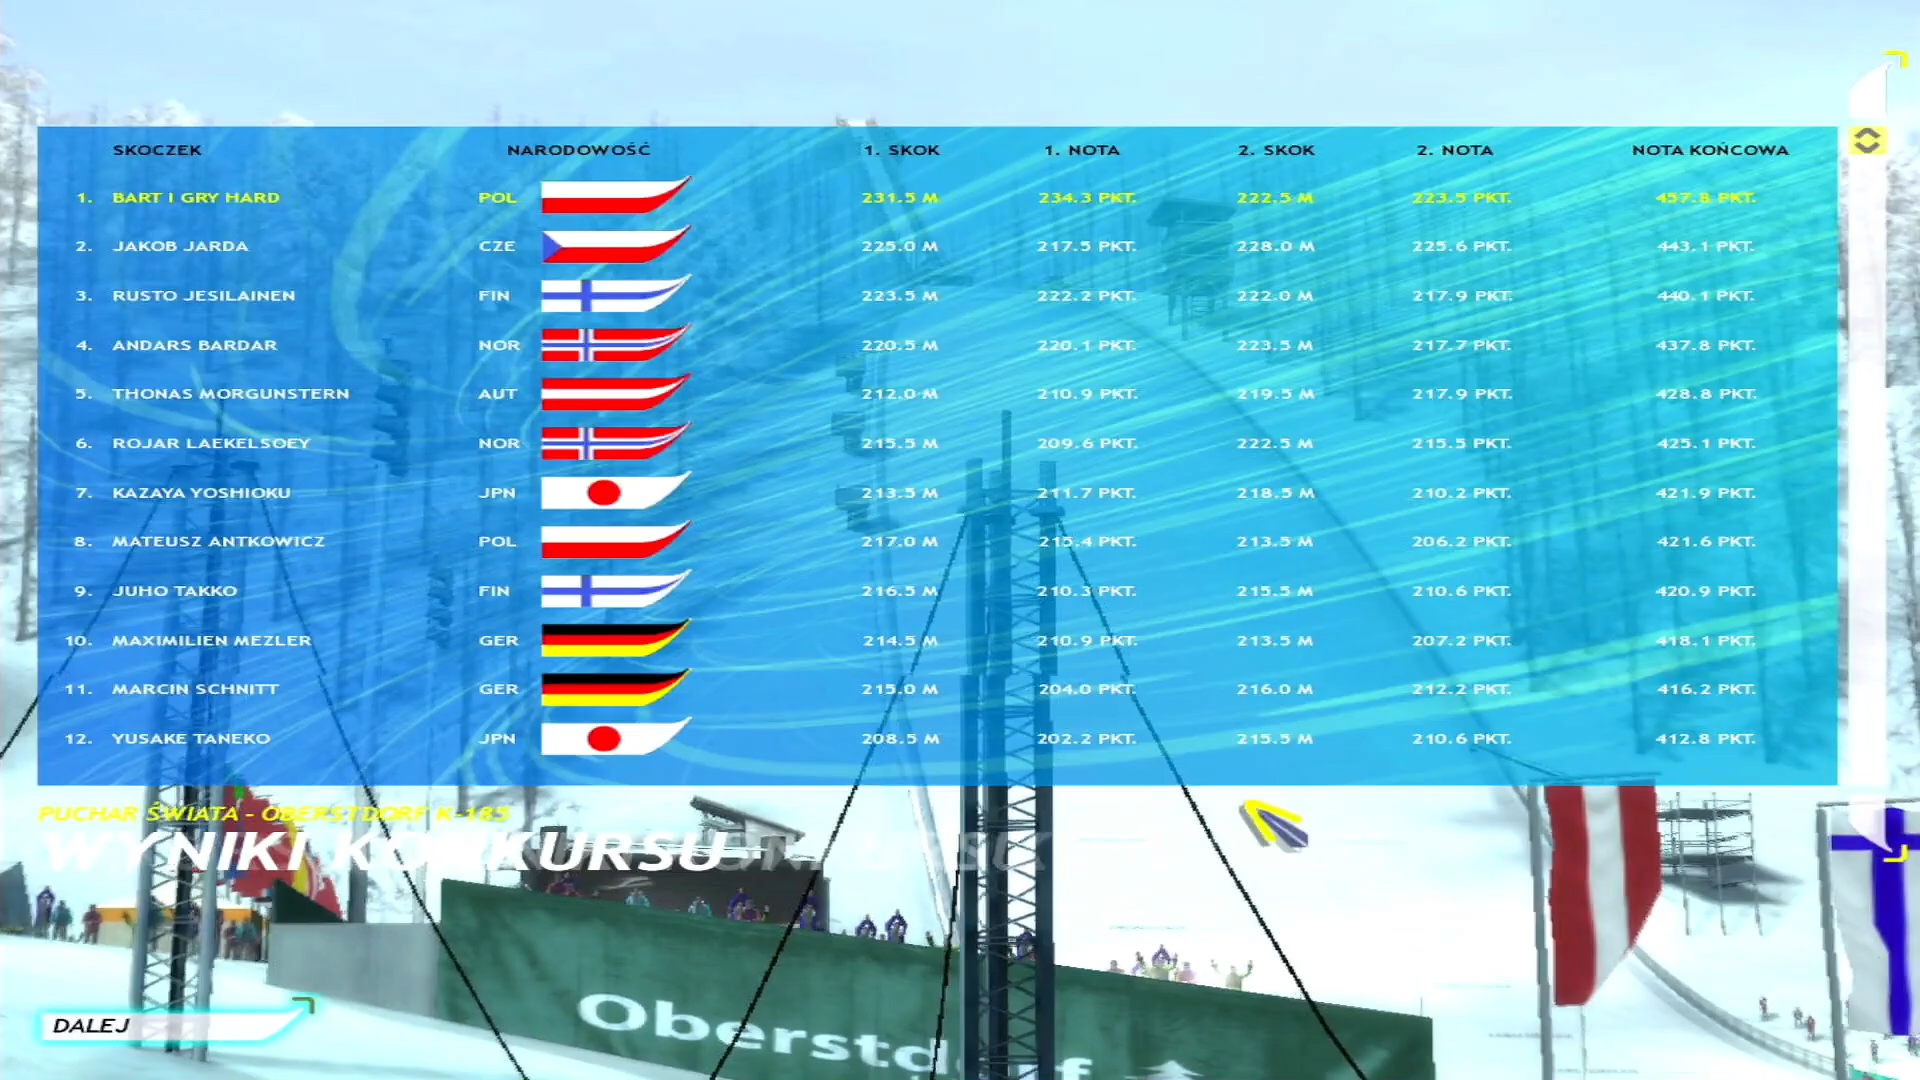 SKOCZEK NARODOWOŚĆ 1. SKOK 1. NOTA 2. SKOK 2. NOTA NOTA KOŃCOWA
1. BART I GRY HARD POL 231.5 M 234.3 PKT. 222.5 M 223.5 PKT. 457.8 PKT.
2. JAKOB JARDA CZE 225.0 M 217.5 PKT. 228.0 M 225.6 PKT. 443.1 PKT.
3. RUSTO JESILAINEN FIN 223.5 M 222.2 PKT. 222.0 M 217.9 PKT. 440.1 PKT.
4. ANDARS BARDAR NOR 220.5 M 220.1 PKT. 223.5 M 217.7 PKT. 437.8 PKT.
5. THONAS MORGUNSTERN AUT 212.0 M 210.9 PKT. 219.5 M 217.9 PKT. 428.8 PKT.
6. ROJAR LAEKELSOEY NOR 215.5 M 209.6 PKT. 222.5 M 215.5 PKT. 425.1 PKT.
7. KAZAYA YOSHIOKU JPN 213.5 M 211.7 PKT. 218.5 M 210.2 PKT. 421.9 PKT.
8. MATEUSZ ANTKOWICZ POL 217.0 M 215.4 PKT. 213.5 M 206.2 PKT. 421.6 PKT.
9. JUHO TAKKO FIN 216.5 M 210.3 PKT. 215.5 M 210.6 PKT. 420.9 PKT.
10. MAXIMILIEN MEZLER GER 214.5 M 210.9 PKT. 213.5 M 207.2 PKT. 418.1 PKT.
11. MARCIN SCHNITT GER 215.0 M 204.0 PKT. 216.0 M 212.2 PKT. 416.2 PKT.
12. YUSAKE TANEKO JPN 208.5 M 202.2 PKT. 215.5 M 210.6 PKT. 412.8 PKT.
PUCHAR ŚWIATA - OBERSTDORF K-185
WYNIKI KONKURSU
Oberstdorf
DALEJ